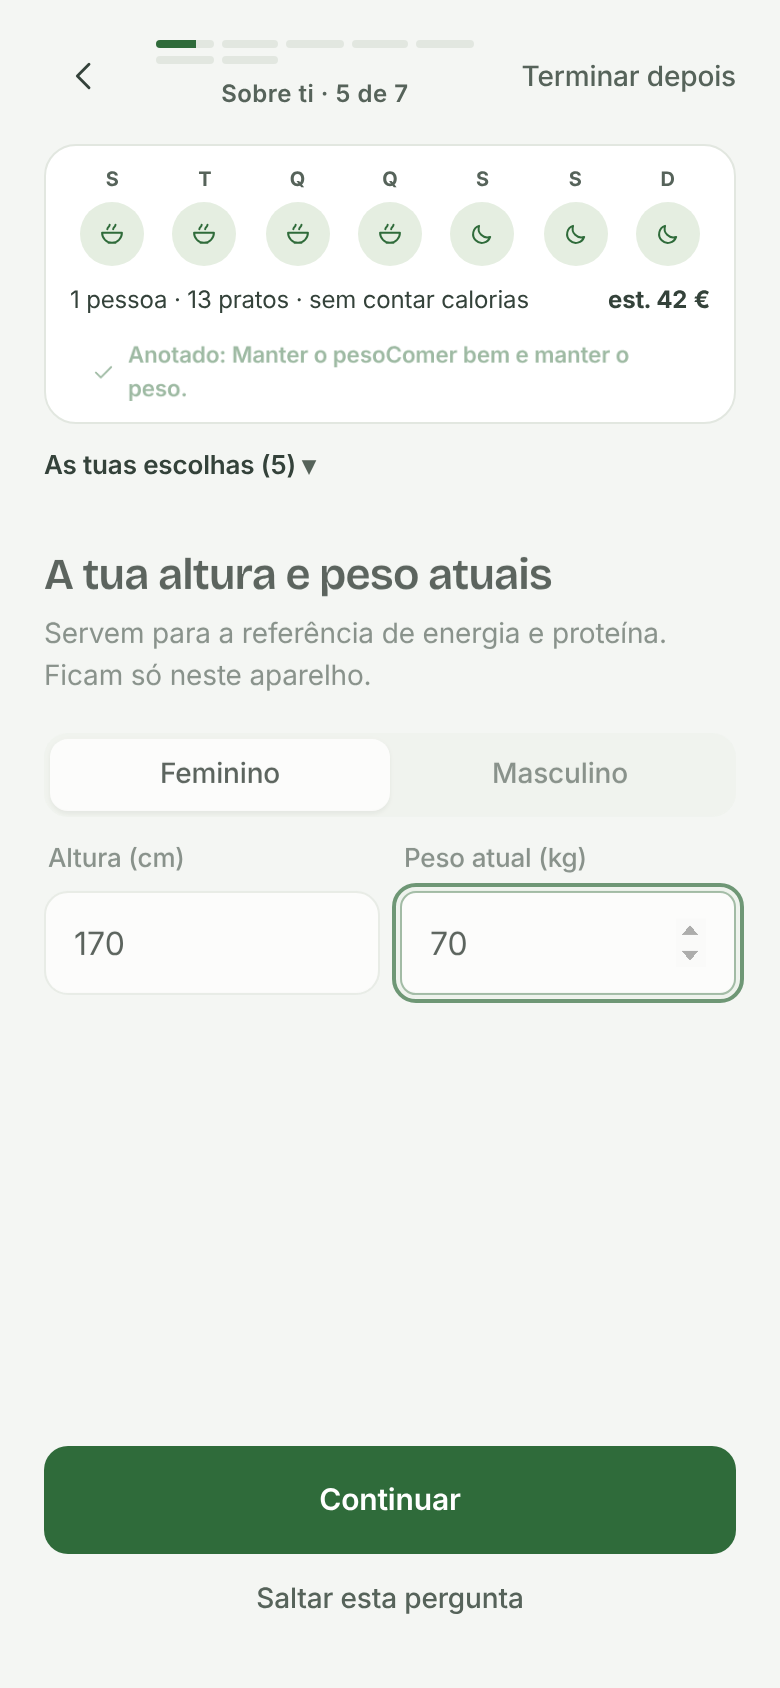 Sobre ti · 5 de 7
Terminar depois
S T Q Q S S D
1 pessoa · 13 pratos · sem contar calorias est. 42 €
Anotado: Manter o pesoComer bem e manter o
peso.
As tuas escolhas (5) ▾
A tua altura e peso atuais
Servem para a referência de energia e proteína.
Ficam só neste aparelho.
Feminino Masculino
Altura (cm) Peso atual (kg)
170 70
Continuar
Saltar esta pergunta